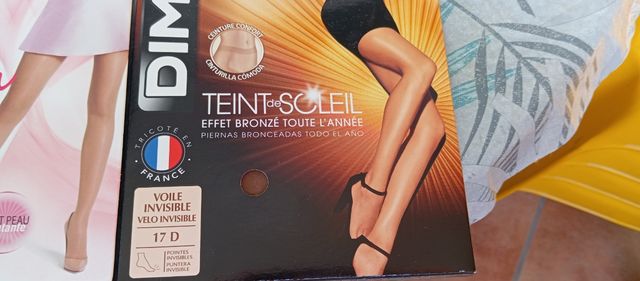 DIM
CEINTURE CONFORT
CINTURILLA CÓMODA
TEINT de SOLEIL
EFFET BRONZÉ TOUTE L'ANNÉE
PIERNAS BRONCEADAS TODO EL AÑO
TRICOTÉ EN
FRANCE
VOILE
INVISIBLE
VELO INVISIBLE
17 D
POINTES
INVISIBLES
PUNTERA
INVISIBLE
PEAU